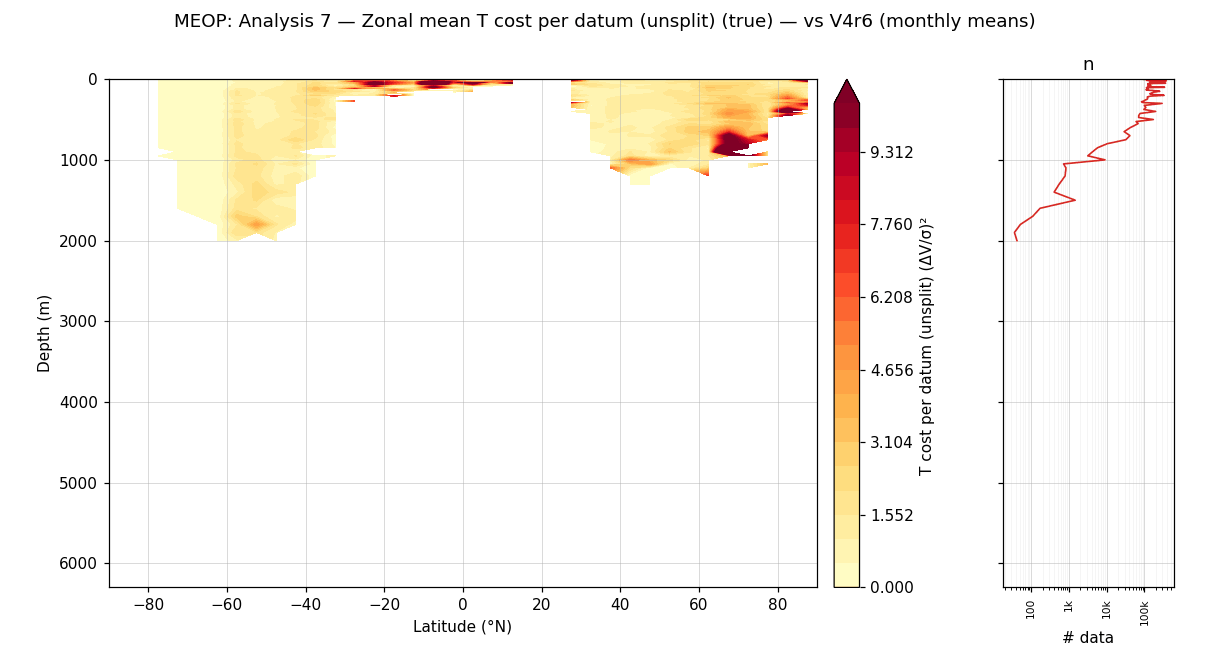 MEOP: Analysis 7 — Zonal mean T cost per datum (unsplit) (true) — vs V4r6 (monthly means)
n
0
1000
2000
3000
4000
5000
6000
Depth (m)
−80
−60
−40
−20
0
20
40
60
80
Latitude (°N)
9.312
7.760
6.208
4.656
3.104
1.552
0.000
T cost per datum (unsplit) (ΔV/σ)²
100
1k
10k
100k
# data